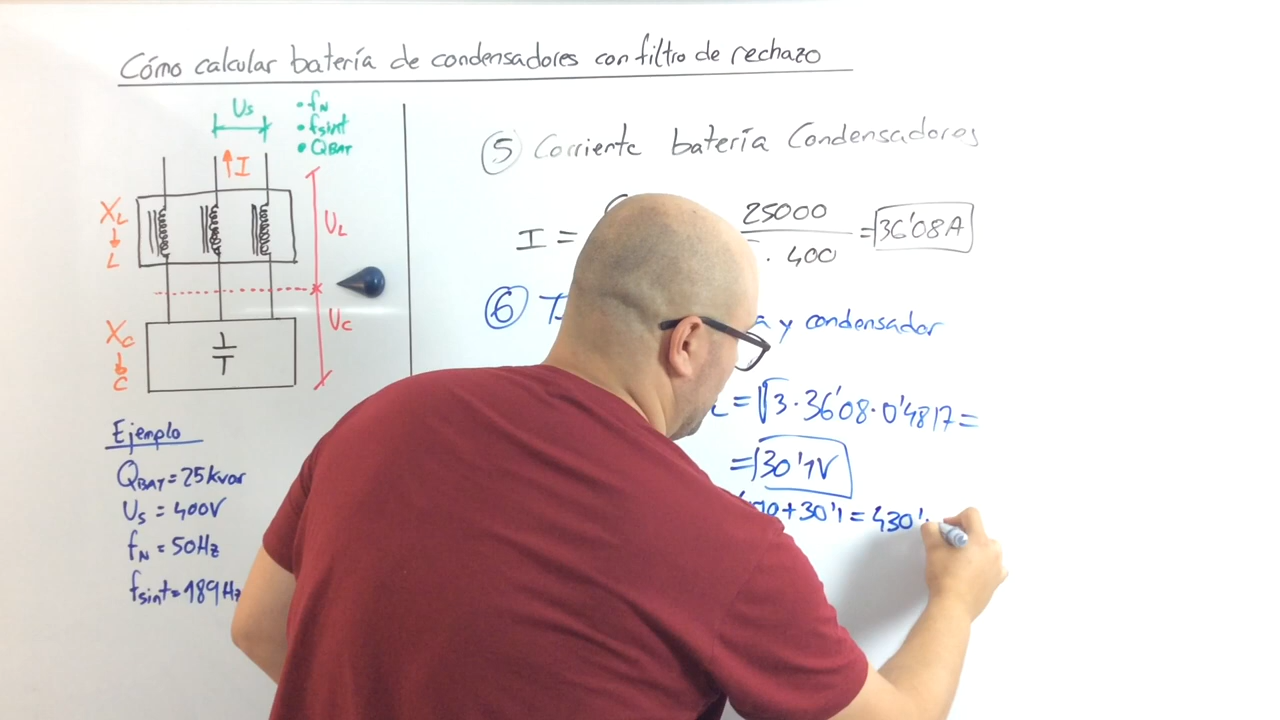 Cómo calcular batería de condensadores con filtro de rechazo
Us
• fN
• fsint
• QBAT
I
XL
L
UL
UC
XC
C
Ejemplo
QBAT = 25kvar
Us = 400V
fN = 50Hz
fsint = 189Hz
5 Corriente batería Condensadores
I =
25000
· 400
= 36'08A
6
y condensador
= √3 · 36'08 · 0'4817 =
= 30'1V
+ 30'1 = 430'